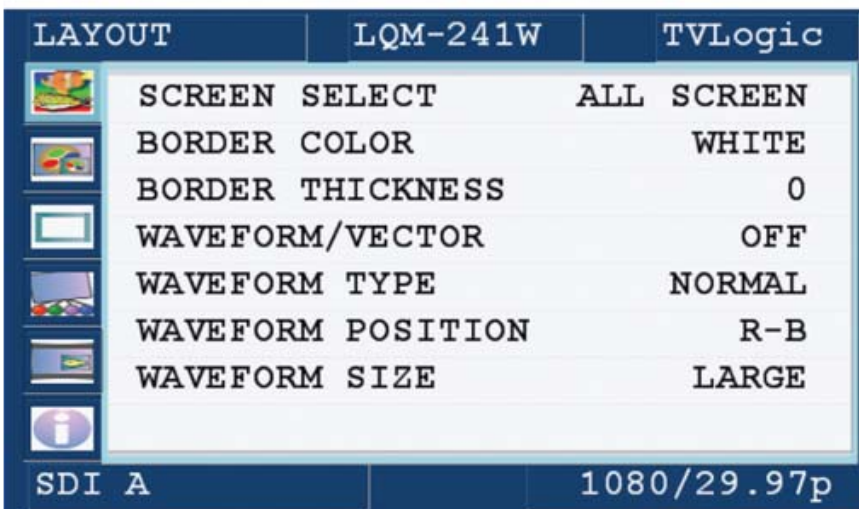 LAYOUT LQM-241W TVLogic
SCREEN SELECT ALL SCREEN
BORDER COLOR WHITE
BORDER THICKNESS 0
WAVEFORM/VECTOR OFF
WAVEFORM TYPE NORMAL
WAVEFORM POSITION R-B
WAVEFORM SIZE LARGE
SDI A 1080/29.97p